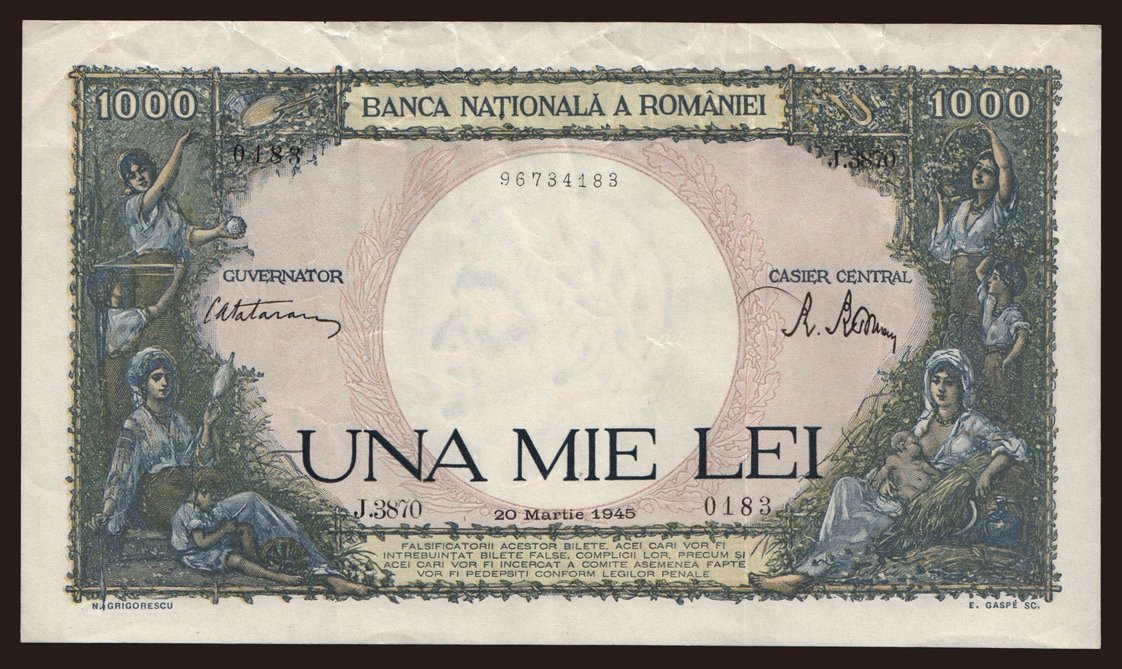 1000
BANCA NAȚIONALĂ A ROMÂNIEI
1000
0183
J.3870
96734183
GUVERNATOR
CASIER CENTRAL
UNA MIE LEI
J.3870
20 Martie 1945
0183
FALSIFICATORII ACESTOR BILETE, ACEI CARI VOR FI
INTREBUINȚAT BILETE FALSE, COMPLICII LOR, PRECUM ȘI
ACEI CARI VOR FI INCERCAT A COMITE ASEMENEA FAPTE
VOR FI PEDEPSIȚI CONFORM LEGILOR PENALE
N. GRIGORESCU
E. GASPÉ SC.